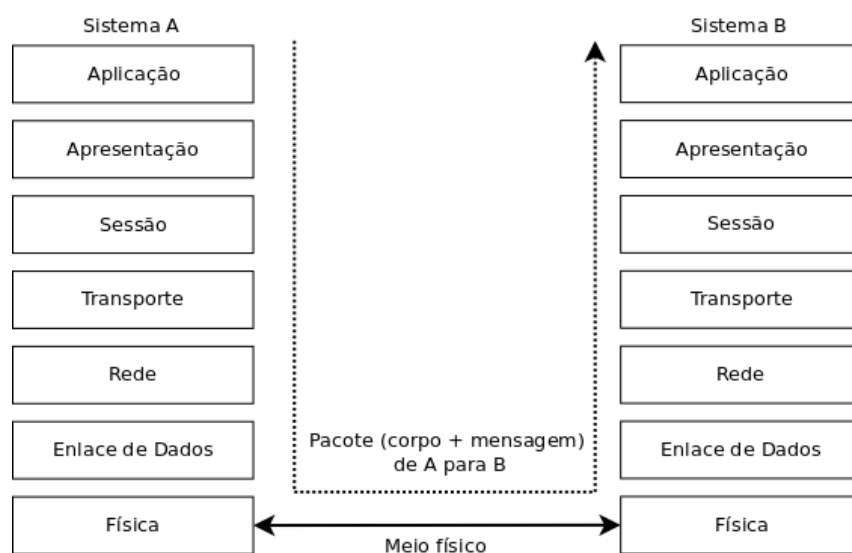 Sistema A
Sistema B
Aplicação
Aplicação
Apresentação
Apresentação
Sessão
Sessão
Transporte
Transporte
Rede
Rede
Pacote (corpo + mensagem)
de A para B
Enlace de Dados
Enlace de Dados
Física
Física
Meio físico